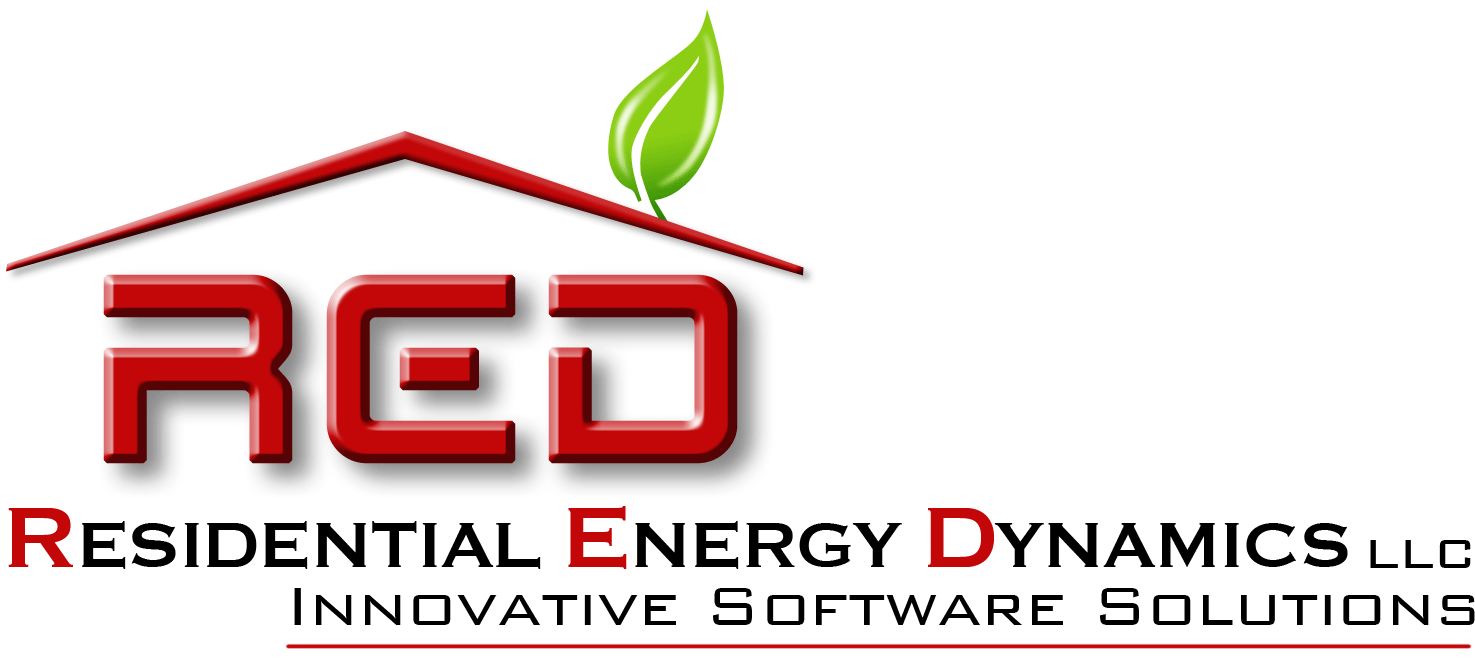 RED
RESIDENTIAL ENERGY DYNAMICS LLC
INNOVATIVE SOFTWARE SOLUTIONS